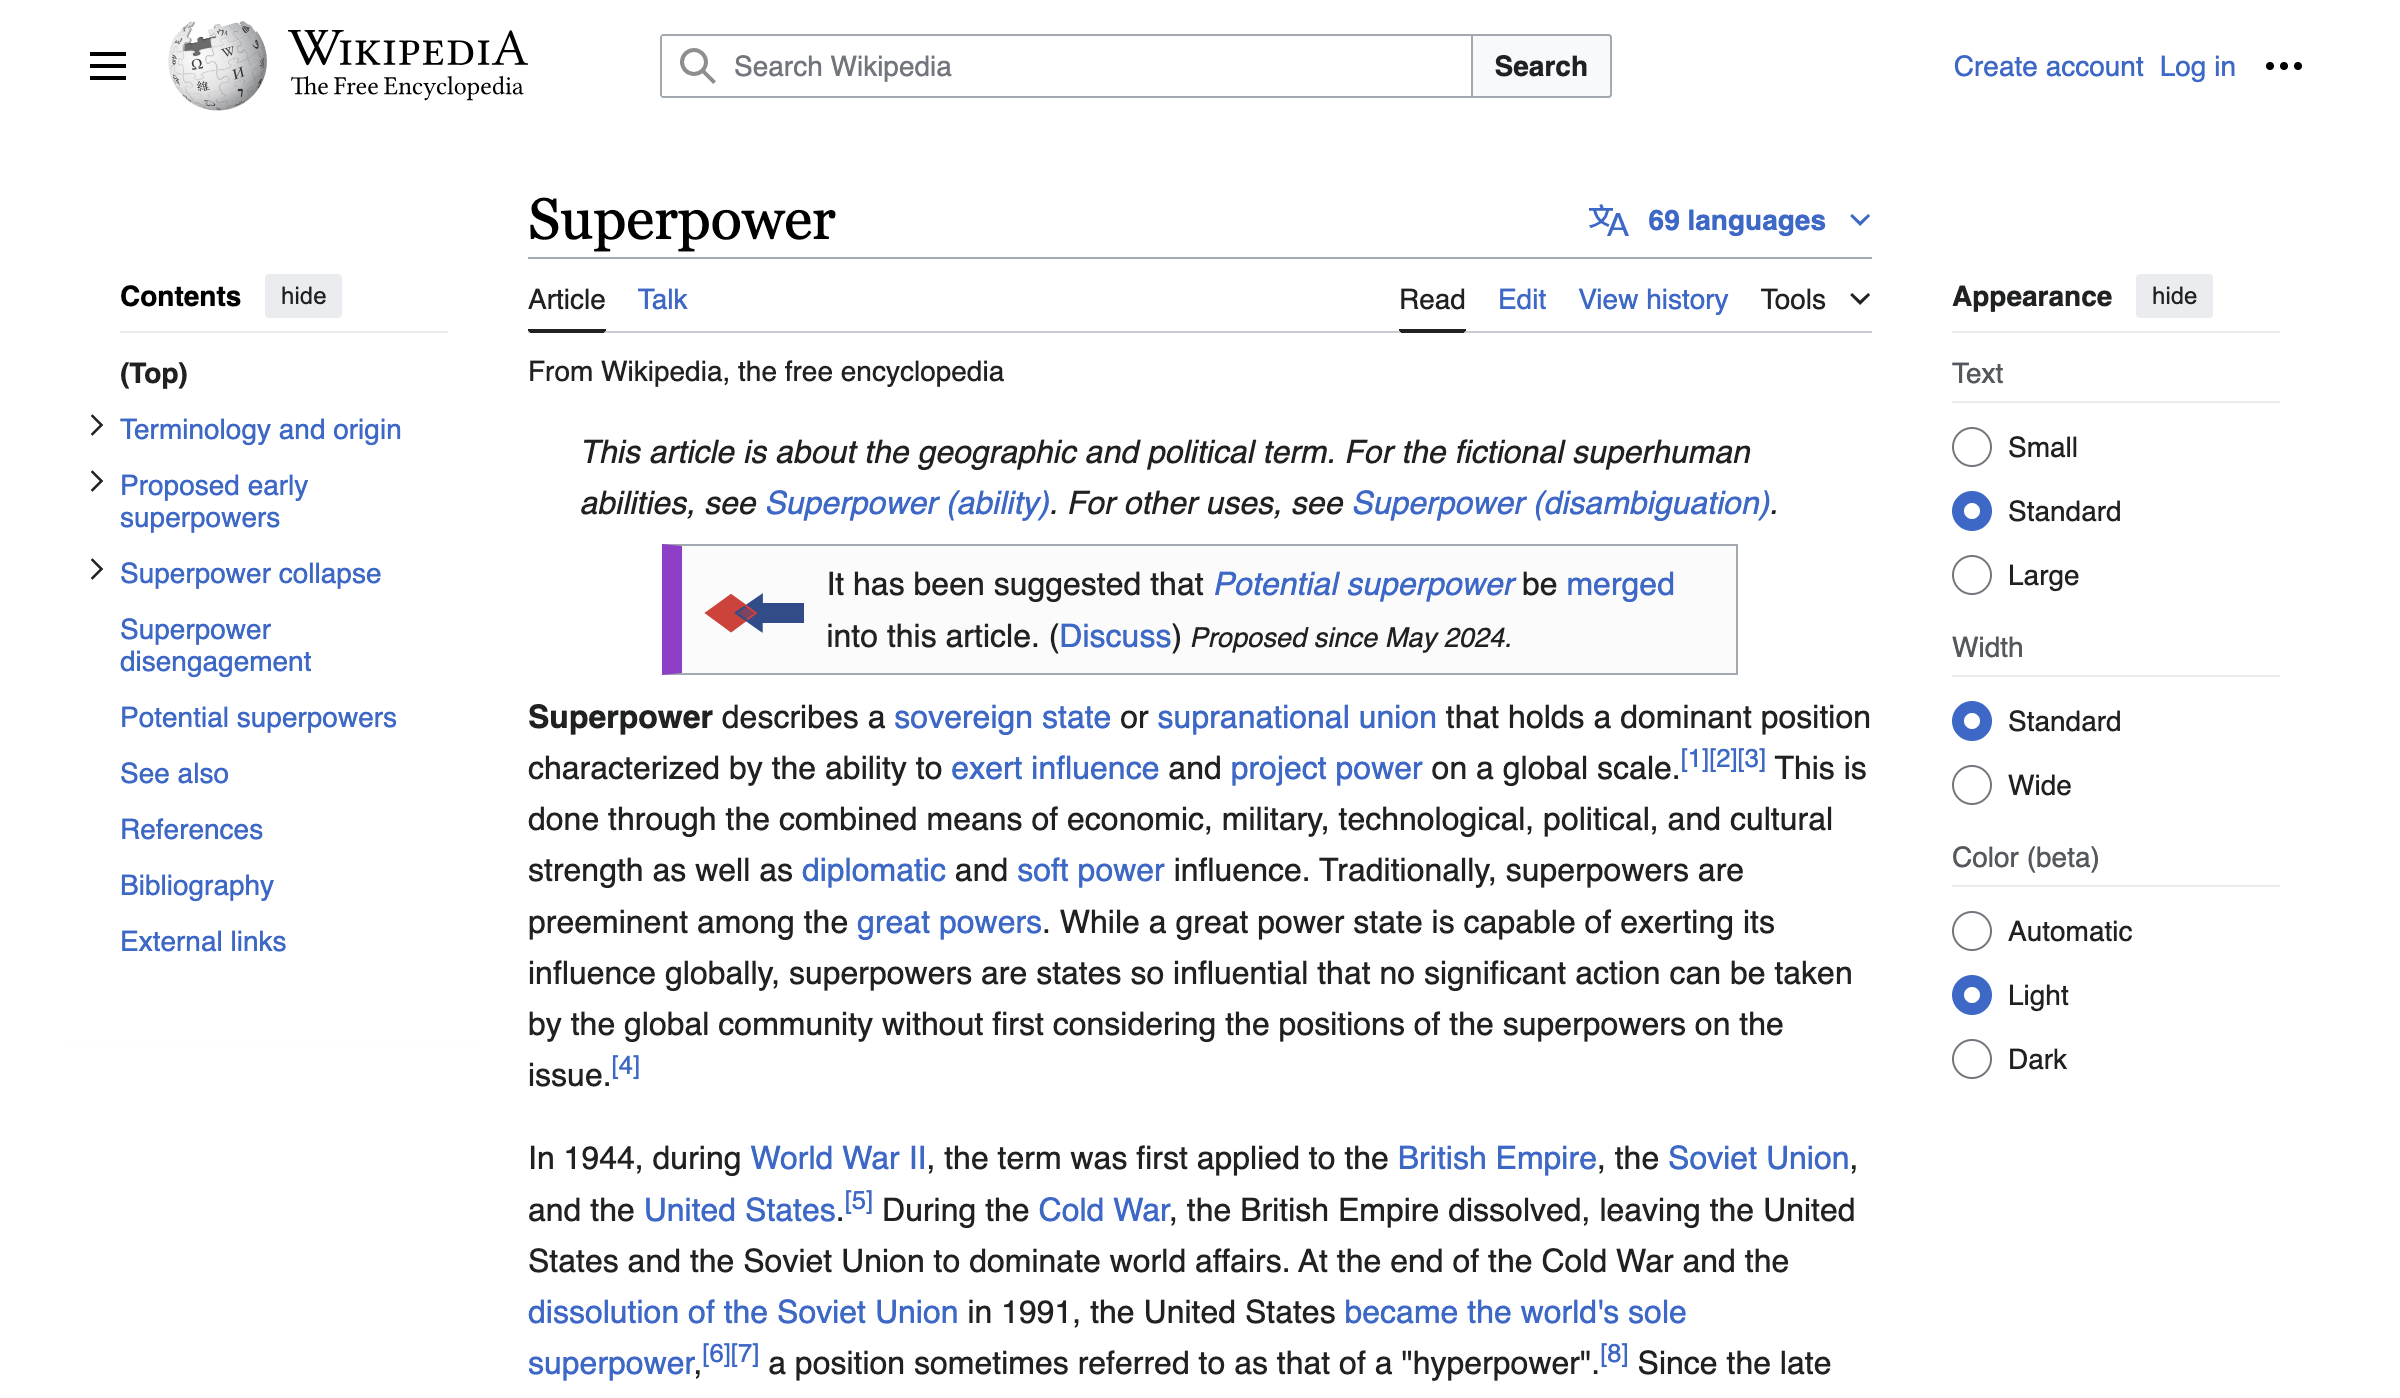 WIKIPEDIA
The Free Encyclopedia
Search Wikipedia
Search
Create account Log in
Superpower
69 languages
Contents hide
(Top)
Terminology and origin
Proposed early
superpowers
Superpower collapse
Superpower
disengagement
Potential superpowers
See also
References
Bibliography
External links
Article Talk
Read Edit View history Tools
From Wikipedia, the free encyclopedia
This article is about the geographic and political term. For the fictional superhuman
abilities, see Superpower (ability). For other uses, see Superpower (disambiguation).
It has been suggested that Potential superpower be merged
into this article. (Discuss) Proposed since May 2024.
Superpower describes a sovereign state or supranational union that holds a dominant position
characterized by the ability to exert influence and project power on a global scale.[1][2][3] This is
done through the combined means of economic, military, technological, political, and cultural
strength as well as diplomatic and soft power influence. Traditionally, superpowers are
preeminent among the great powers. While a great power state is capable of exerting its
influence globally, superpowers are states so influential that no significant action can be taken
by the global community without first considering the positions of the superpowers on the
issue.[4]
In 1944, during World War II, the term was first applied to the British Empire, the Soviet Union,
and the United States.[5] During the Cold War, the British Empire dissolved, leaving the United
States and the Soviet Union to dominate world affairs. At the end of the Cold War and the
dissolution of the Soviet Union in 1991, the United States became the world's sole
superpower,[6][7] a position sometimes referred to as that of a "hyperpower".[8] Since the late
Appearance hide
Text
Small
Standard
Large
Width
Standard
Wide
Color (beta)
Automatic
Light
Dark